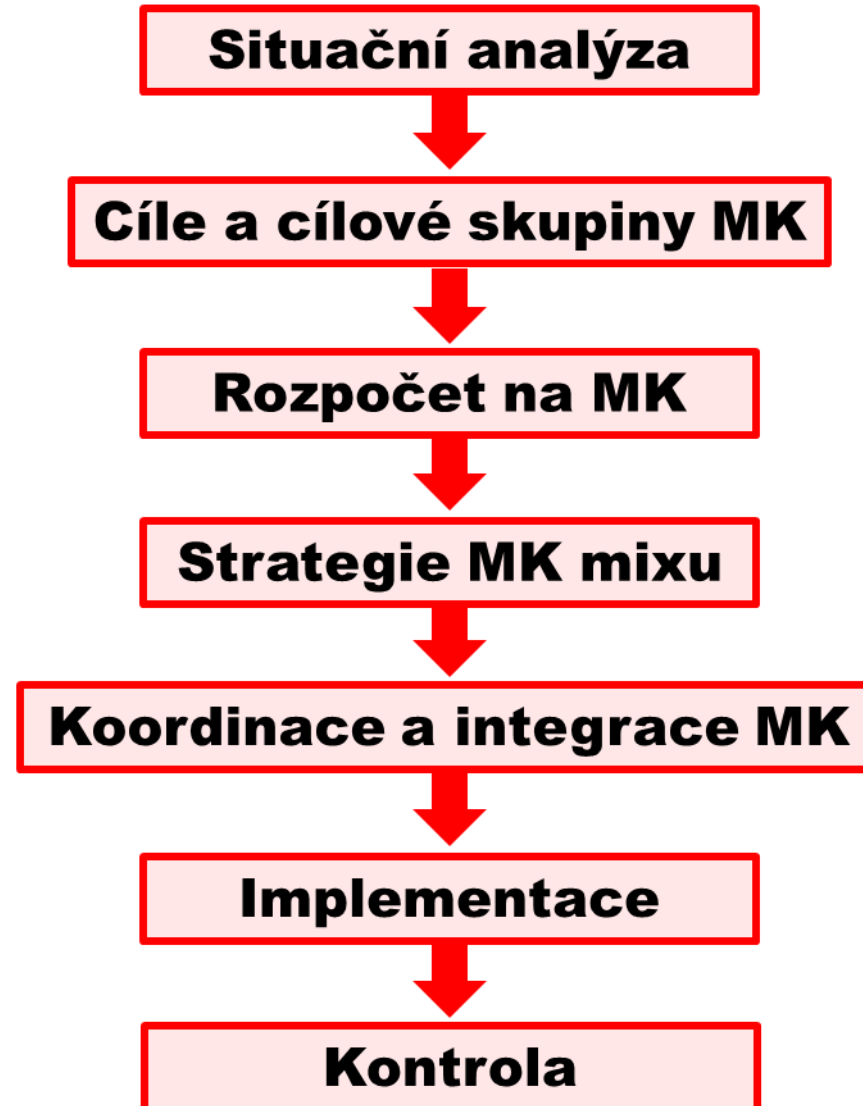 Situační analýza
Cíle a cílové skupiny MK
Rozpočet na MK
Strategie MK mixu
Koordinace a integrace MK
Implementace
Kontrola